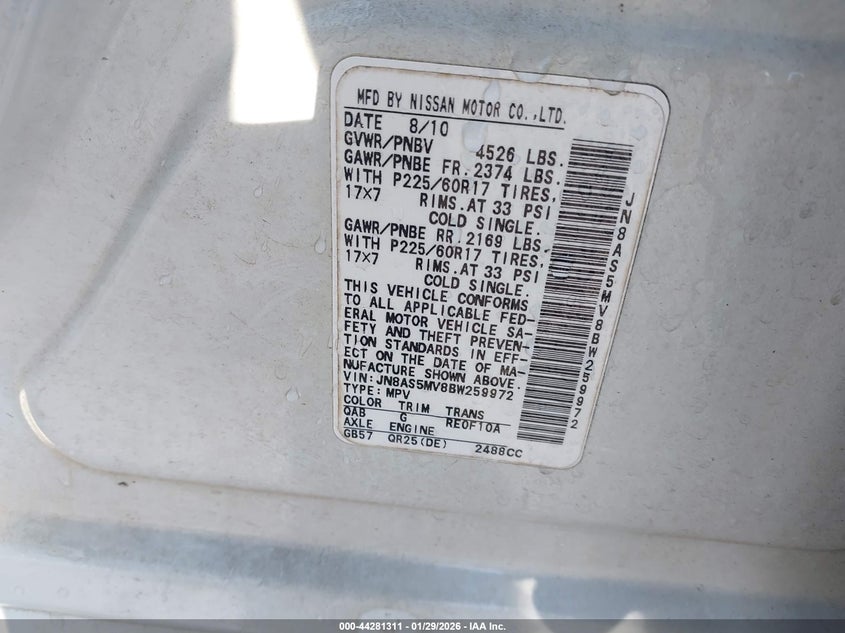 MFD BY NISSAN MOTOR CO.,LTD.
DATE 8/10
GVWR/PNBV 4526 LBS.
GAWR/PNBE FR. 2374 LBS.
WITH P225/60R17 TIRES,
17X7 RIMS.AT 33 PSI
COLD SINGLE.
GAWR/PNBE RR. 2169 LBS.
WITH P225/60R17 TIRES,
17X7 RIMS.AT 33 PSI
COLD SINGLE.
THIS VEHICLE CONFORMS
TO ALL APPLICABLE FED-
ERAL MOTOR VEHICLE SA-
FETY AND THEFT PREVEN-
TION STANDARDS IN EFF-
ECT ON THE DATE OF MA-
NUFACTURE SHOWN ABOVE.
VIN:JN8AS5MV8BW259972
TYPE:MPV
COLOR TRIM TRANS
QAB G RE0F10A
AXLE ENGINE
GB57 QR25(DE) 2488CC
JN8AS5MV8BW259972
000-44281311 - 01/29/2026 - IAA Inc.